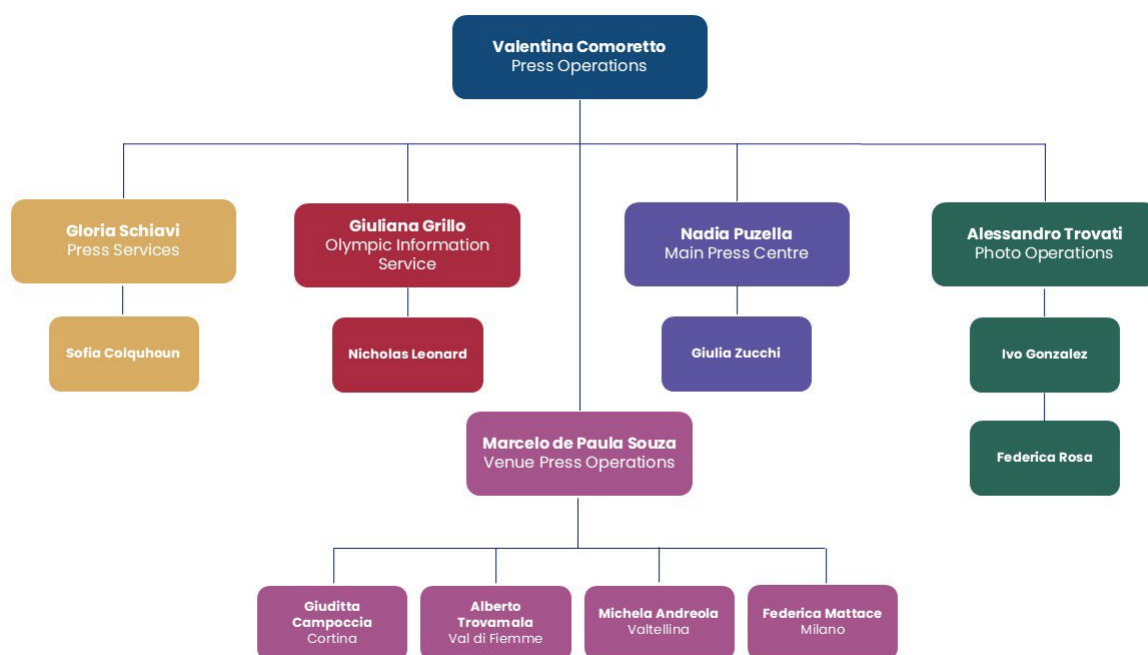 Valentina Comoretto
Press Operations
Gloria Schiavi
Press Services
Giuliana Grillo
Olympic Information
Service
Nadia Puzella
Main Press Centre
Alessandro Trovati
Photo Operations
Sofia Colquhoun
Nicholas Leonard
Giulia Zucchi
Ivo Gonzalez
Federica Rosa
Marcelo de Paula Souza
Venue Press Operations
Giuditta
Campoccia
Cortina
Alberto
Trovamala
Val di Fiemme
Michela Andreola
Valtellina
Federica Mattace
Milano